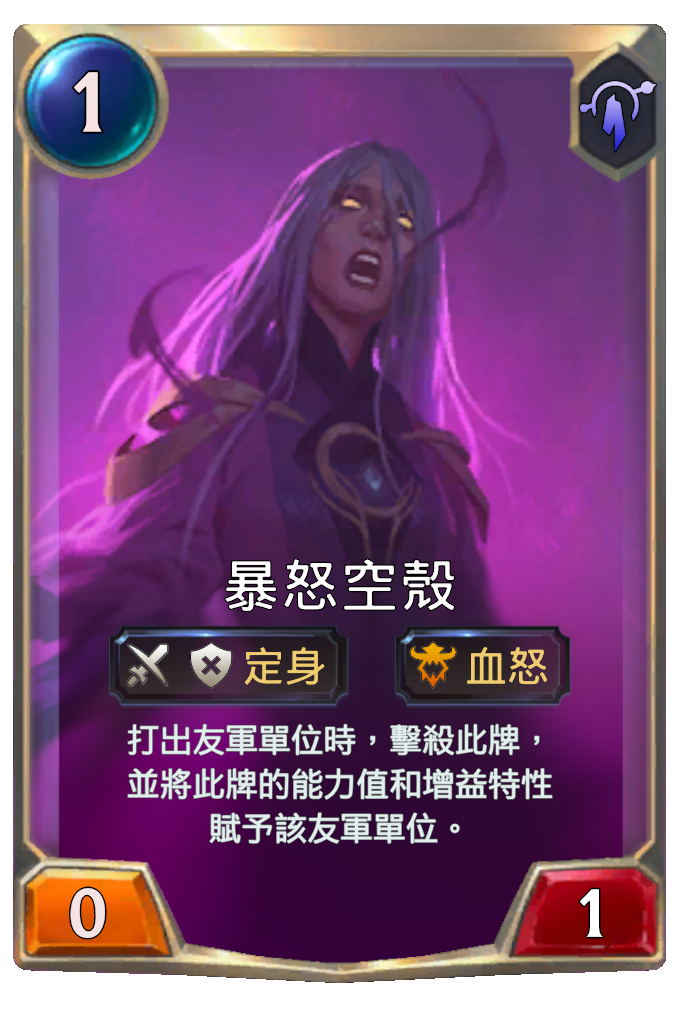 1
暴怒空殼
定身 血怒
打出友軍單位時，擊殺此牌，
並將此牌的能力值和增益特性
賦予該友軍單位。
0 1